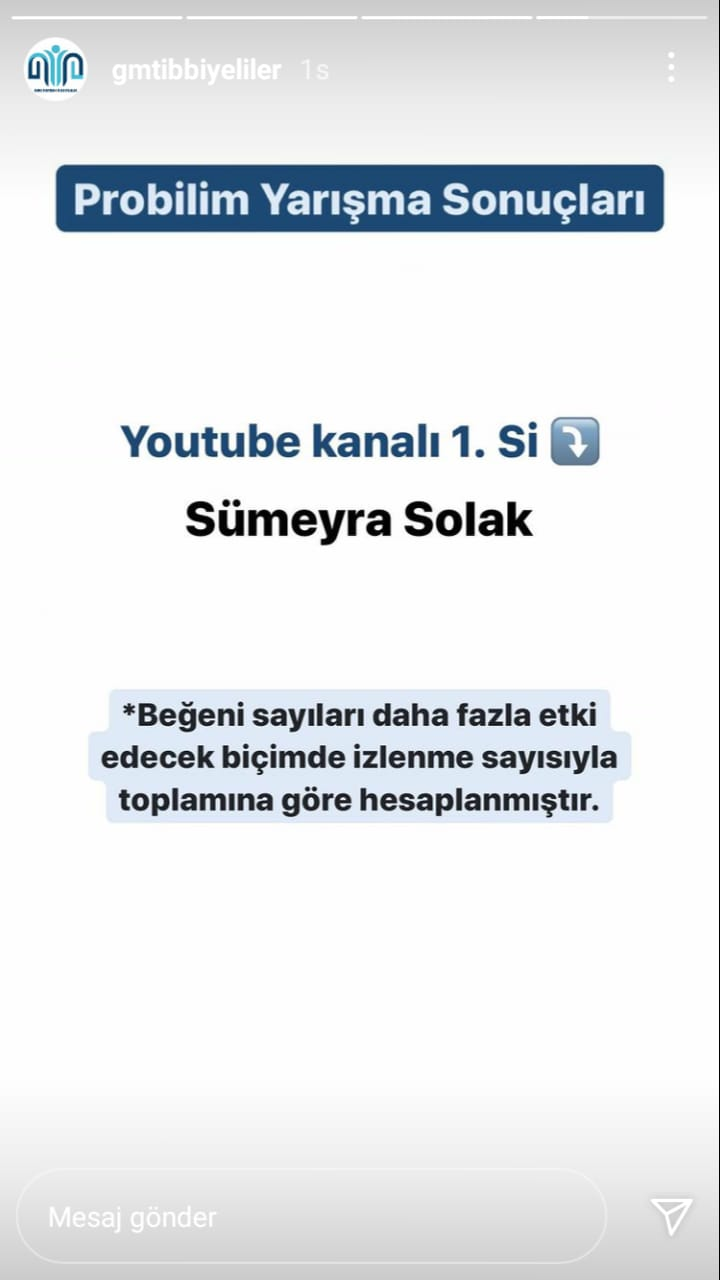 gmtibbiyeliler 1s
Probilim Yarışma Sonuçları
Youtube kanalı 1. Si ⤵️
Sümeyra Solak
*Beğeni sayıları daha fazla etki
edecek biçimde izlenme sayısıyla
toplamına göre hesaplanmıştır.
Mesaj gönder